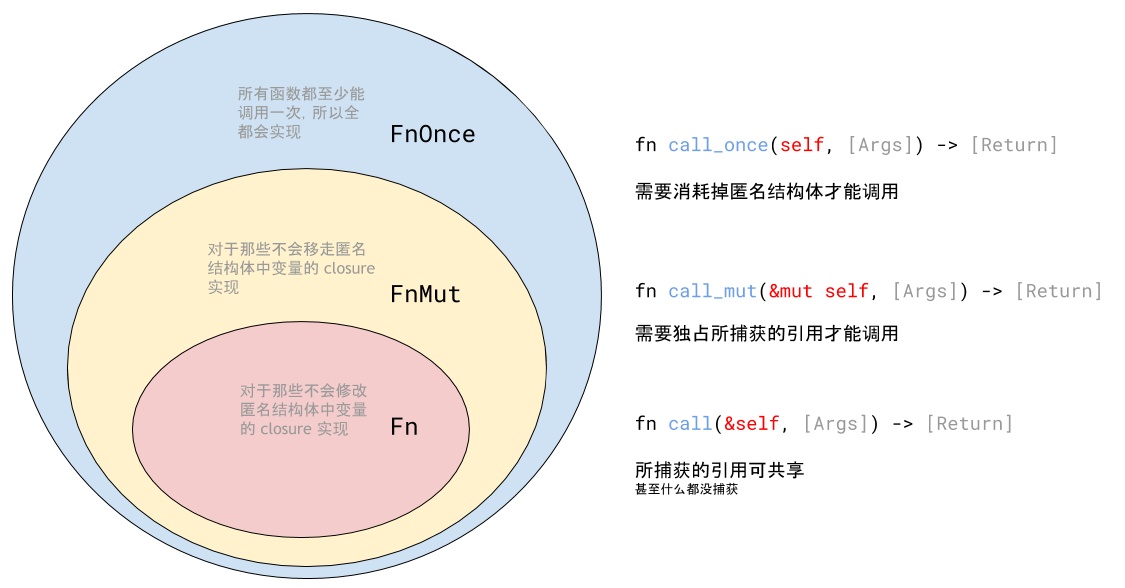 所有函数都至少能
调用一次, 所以全
都会实现
FnOnce
fn call_once(self, [Args]) -> [Return]
需要消耗掉匿名结构体才能调用
对于那些不会移走匿名
结构体中变量的 closure
实现
FnMut
fn call_mut(&mut self, [Args]) -> [Return]
需要独占所捕获的引用才能调用
对于那些不会修改
匿名结构体中变量
的 closure 实现
Fn
fn call(&self, [Args]) -> [Return]
所捕获的引用可共享
甚至什么都没捕获